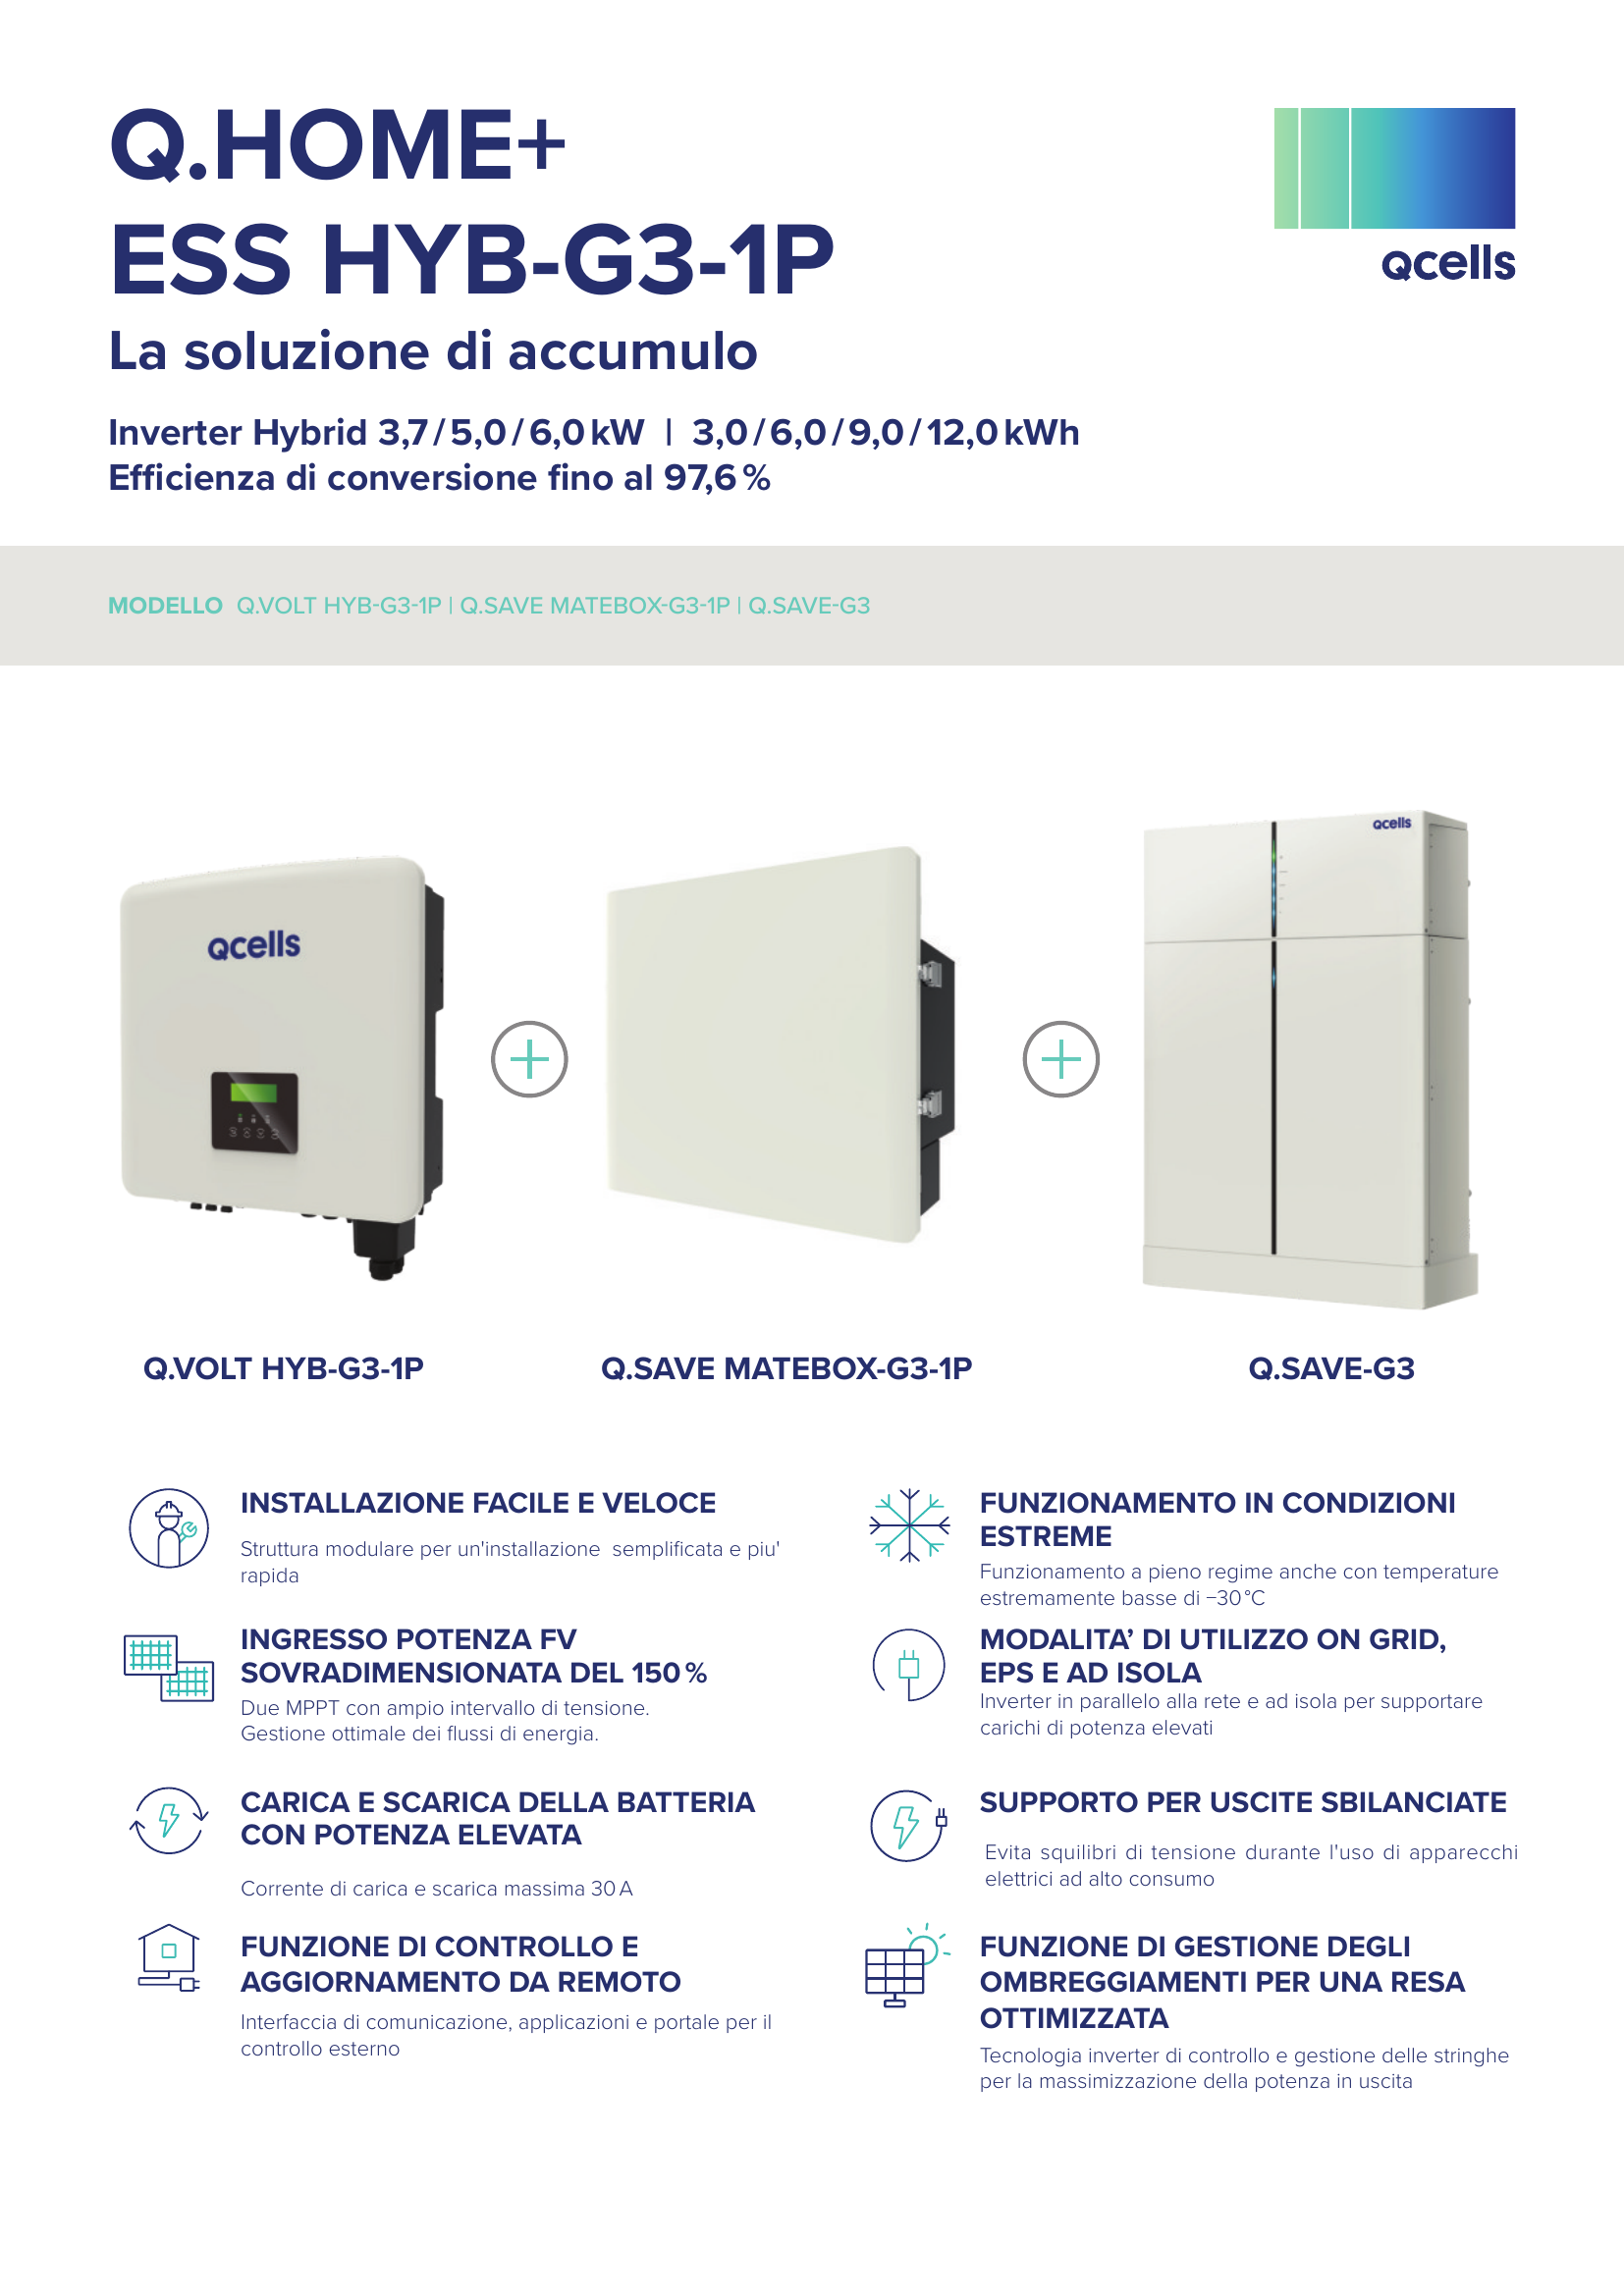 Q.HOME+
ESS HYB-G3-1P
La soluzione di accumulo
Inverter Hybrid 3,7/5,0/6,0 kW | 3,0/6,0/9,0/12,0 kWh
Efficienza di conversione fino al 97,6 %
qcells
MODELLO Q.VOLT HYB-G3-1P | Q.SAVE MATEBOX-G3-1P | Q.SAVE-G3
qcells
qcells
Q.VOLT HYB-G3-1P
Q.SAVE MATEBOX-G3-1P
Q.SAVE-G3
INSTALLAZIONE FACILE E VELOCE
Struttura modulare per un'installazione semplificata e piu'
rapida
INGRESSO POTENZA FV
SOVRADIMENSIONATA DEL 150 %
Due MPPT con ampio intervallo di tensione.
Gestione ottimale dei flussi di energia.
CARICA E SCARICA DELLA BATTERIA
CON POTENZA ELEVATA
Corrente di carica e scarica massima 30 A
FUNZIONE DI CONTROLLO E
AGGIORNAMENTO DA REMOTO
Interfaccia di comunicazione, applicazioni e portale per il
controllo esterno
FUNZIONAMENTO IN CONDIZIONI
ESTREME
Funzionamento a pieno regime anche con temperature
estremamente basse di −30 °C
MODALITA’ DI UTILIZZO ON GRID,
EPS E AD ISOLA
Inverter in parallelo alla rete e ad isola per supportare
carichi di potenza elevati
SUPPORTO PER USCITE SBILANCIATE
Evita squilibri di tensione durante l'uso di apparecchi
elettrici ad alto consumo
FUNZIONE DI GESTIONE DEGLI
OMBREGGIAMENTI PER UNA RESA
OTTIMIZZATA
Tecnologia inverter di controllo e gestione delle stringhe
per la massimizzazione della potenza in uscita